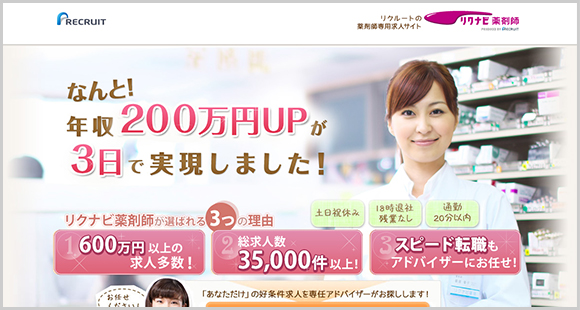 RECRUIT
リクルートの
薬剤師専用求人サイト
リクナビ薬剤師
PRODUCED BY RECRUIT
なんと!
年収200万円UPが
3日で実現しました!
リクナビ薬剤師が選ばれる3つの理由
土日祝休み
18時退社
残業なし
通勤
20分以内
1 600万円以上の
求人多数!
2 総求人数
35,000件以上!
3 スピード転職も
アドバイザーにお任せ!
お任せ
ください!
「あなただけ」の好条件求人を専任アドバイザーがお探しします!